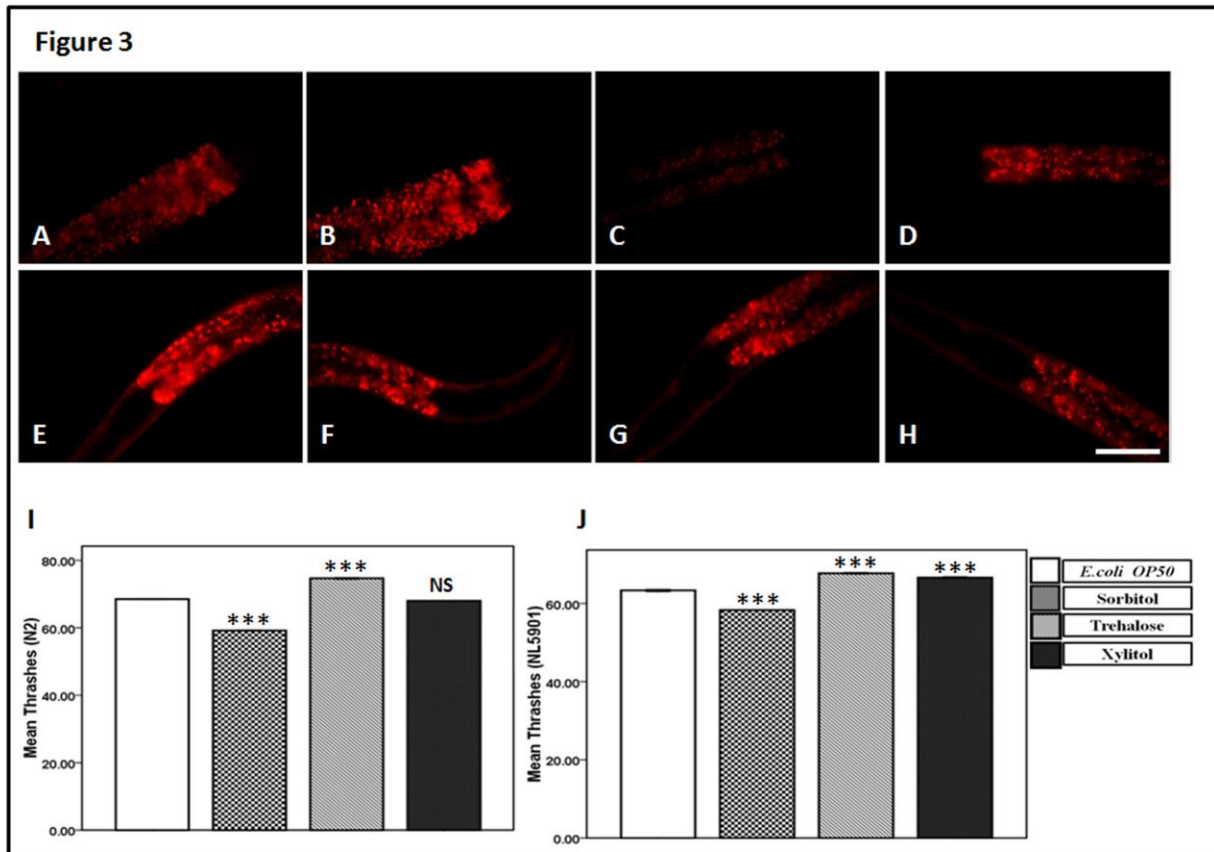 Figure 3
A
B
C
D
E
F
G
H
I
80.00
60.00
40.00
20.00
0.00
Mean Thrashes (N2)
***
***
NS
J
60.00
40.00
20.00
0.00
Mean Thrashes (NL5901)
***
***
***
E.coli OP50
Sorbitol
Trehalose
Xylitol